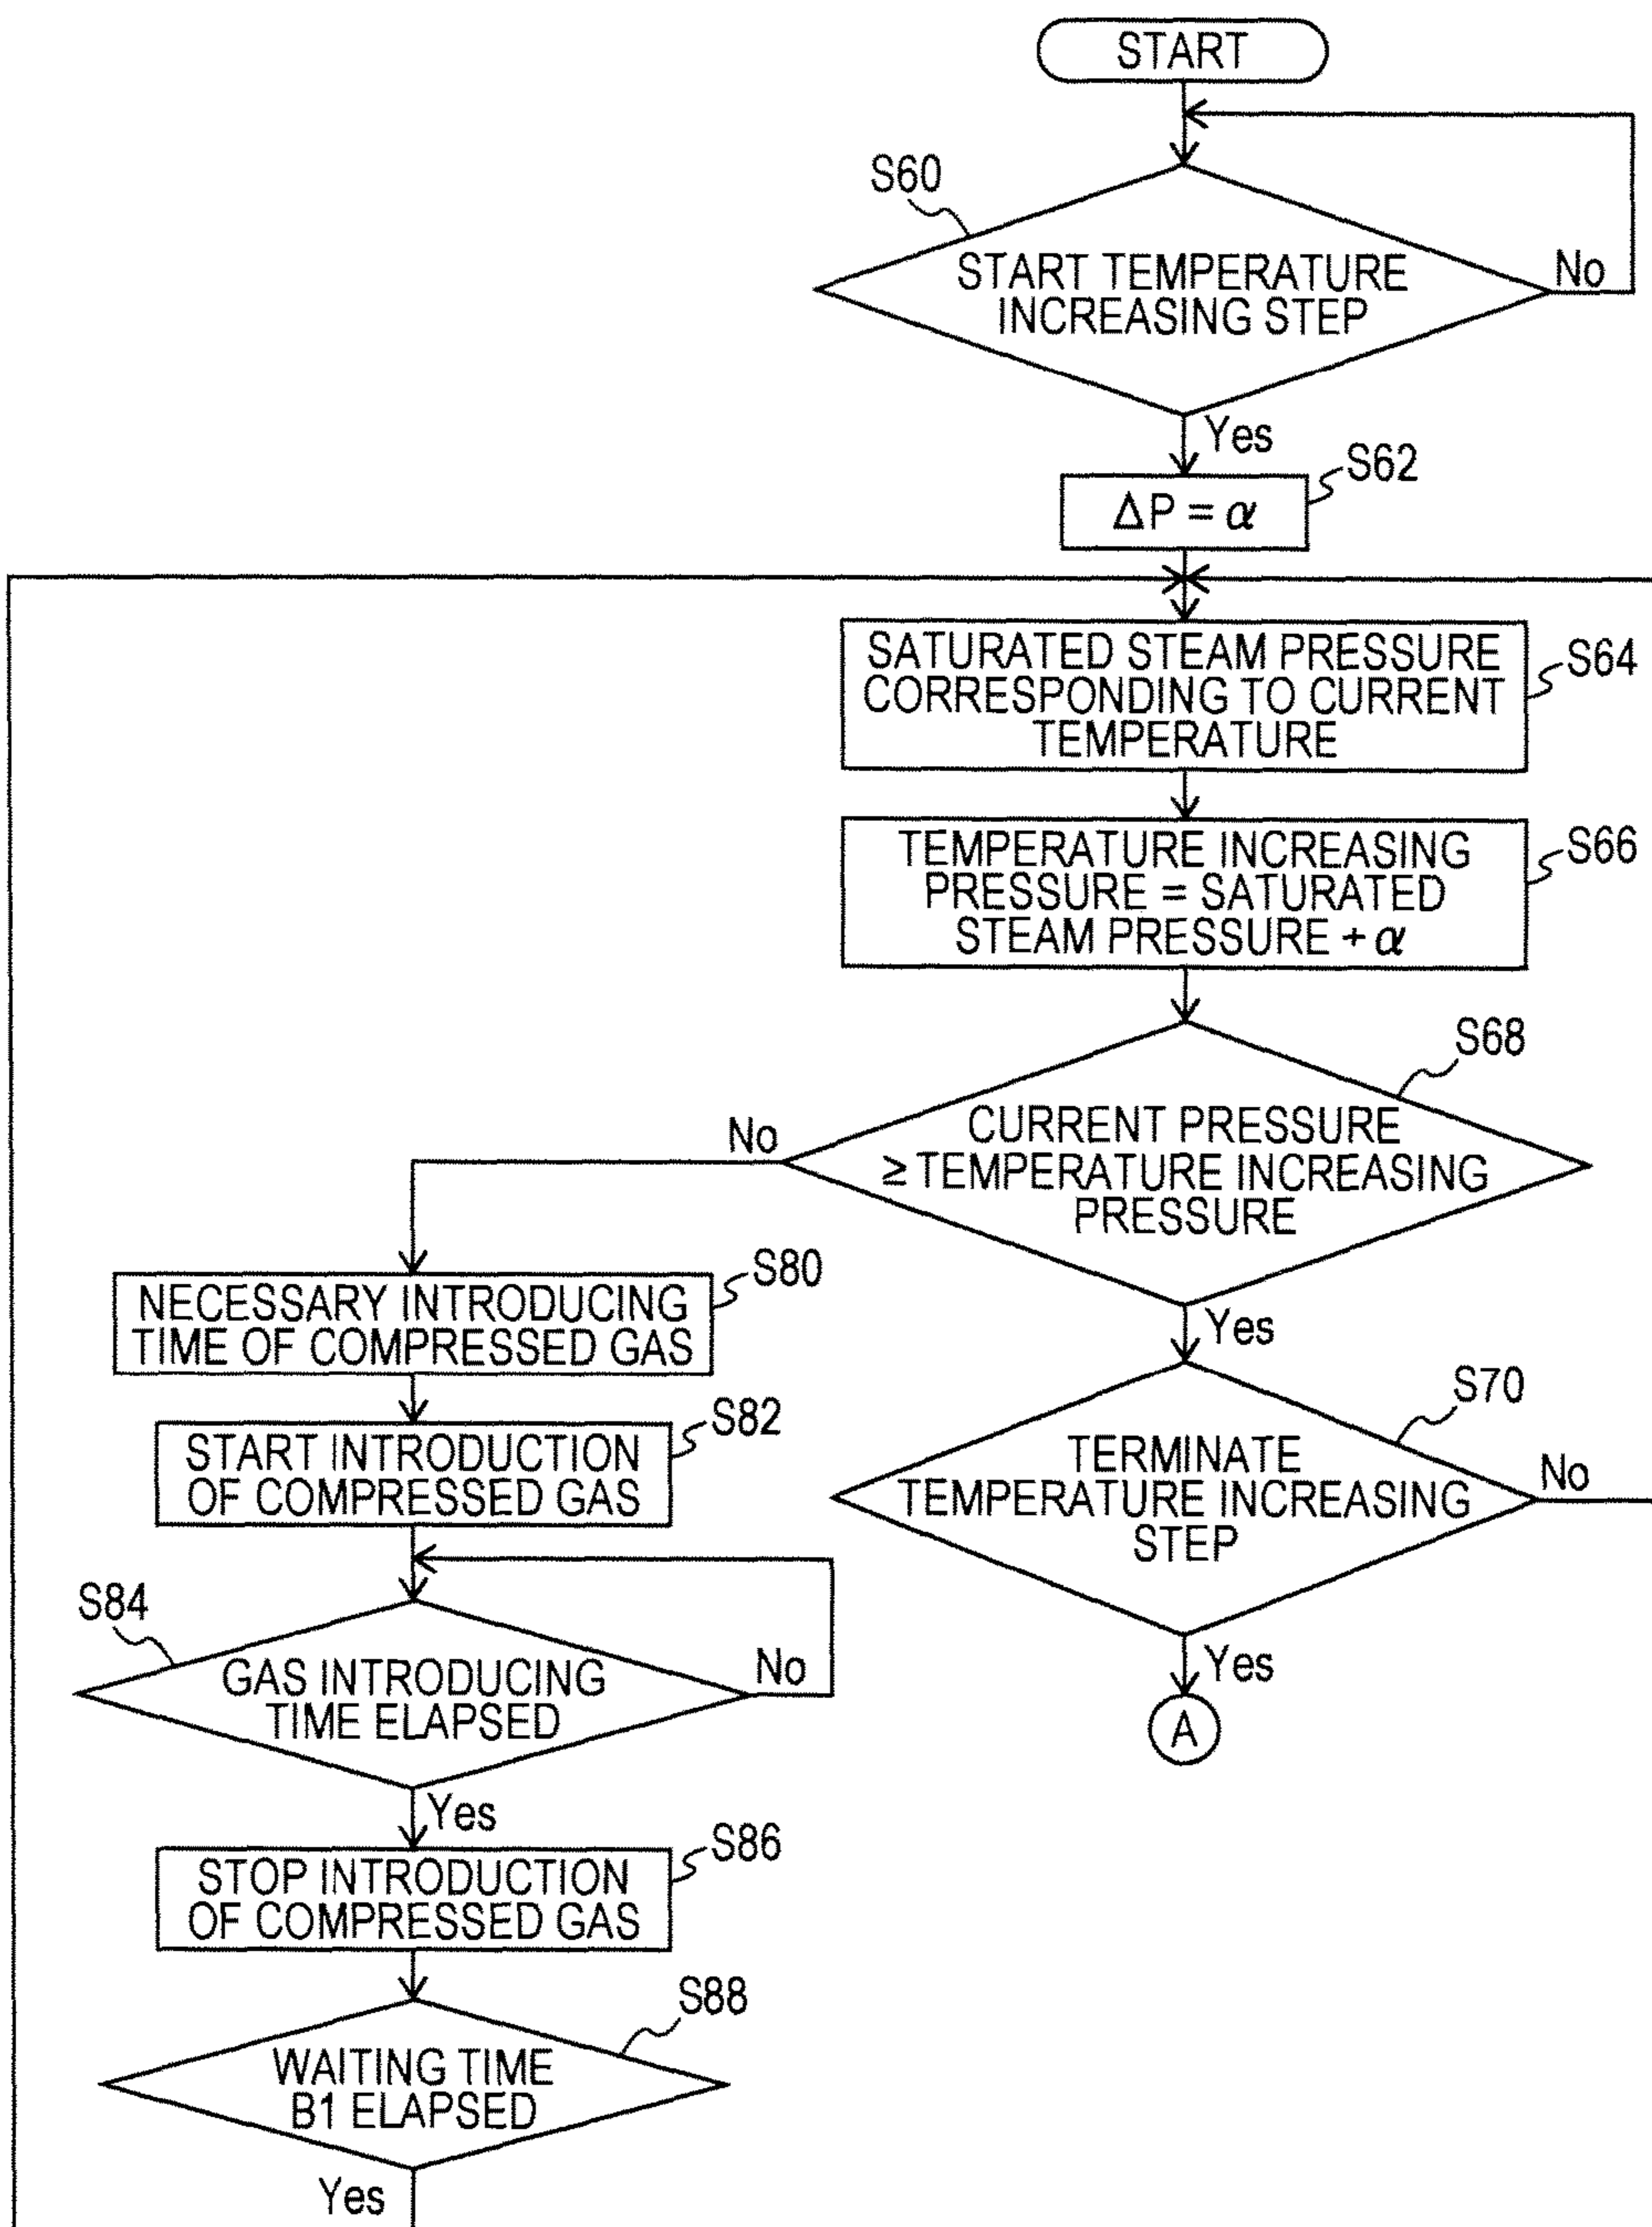 START
S60
START TEMPERATURE
INCREASING STEP
No
Yes
S62
ΔP = α
SATURATED STEAM PRESSURE
CORRESPONDING TO CURRENT
TEMPERATURE
S64
TEMPERATURE INCREASING
PRESSURE = SATURATED
STEAM PRESSURE + α
S66
S68
CURRENT PRESSURE
≥ TEMPERATURE INCREASING
PRESSURE
No
Yes
S70
TERMINATE
TEMPERATURE INCREASING
STEP
No
Yes
A
S80
NECESSARY INTRODUCING
TIME OF COMPRESSED GAS
S82
START INTRODUCTION
OF COMPRESSED GAS
S84
GAS INTRODUCING
TIME ELAPSED
No
Yes
S86
STOP INTRODUCTION
OF COMPRESSED GAS
S88
WAITING TIME
B1 ELAPSED
Yes